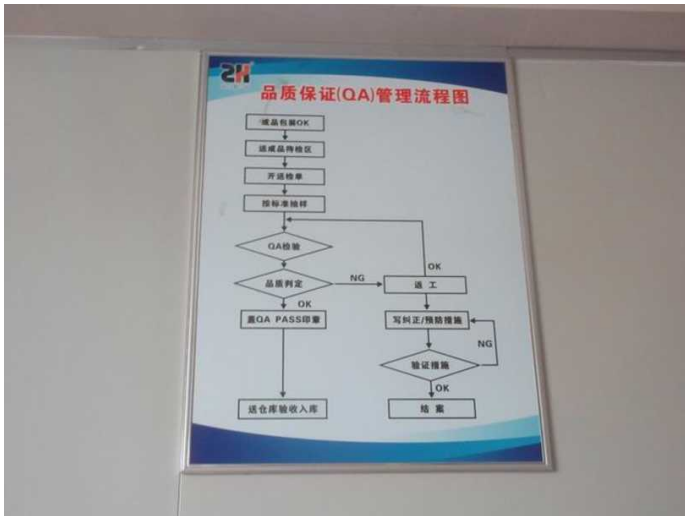 品质保证(QA)管理流程图
成品包装OK
送成品待检区
开送检单
按标准抽样
QA检验
品质判定
NG
OK
返 工
OK
盖QA PASS印章
写纠正/预防措施
NG
验证措施
OK
送仓库验收入库
结 案